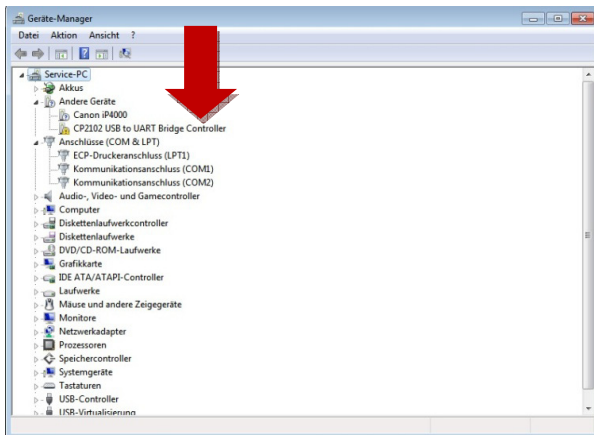 Geräte-Manager
Datei Aktion Ansicht ?
Service-PC
Akkus
Andere Geräte
Canon iP4000
CP2102 USB to UART Bridge Controller
Anschlüsse (COM & LPT)
ECP-Druckeranschluss (LPT1)
Kommunikationsanschluss (COM1)
Kommunikationsanschluss (COM2)
Audio-, Video- und Gamecontroller
Computer
Diskettenlaufwerkcontroller
Diskettenlaufwerke
DVD/CD-ROM-Laufwerke
Grafikkarte
IDE ATA/ATAPI-Controller
Laufwerke
Mäuse und andere Zeigegeräte
Monitore
Netzwerkadapter
Prozessoren
Speichercontroller
Systemgeräte
Tastaturen
USB-Controller
USB-Virtualisierung